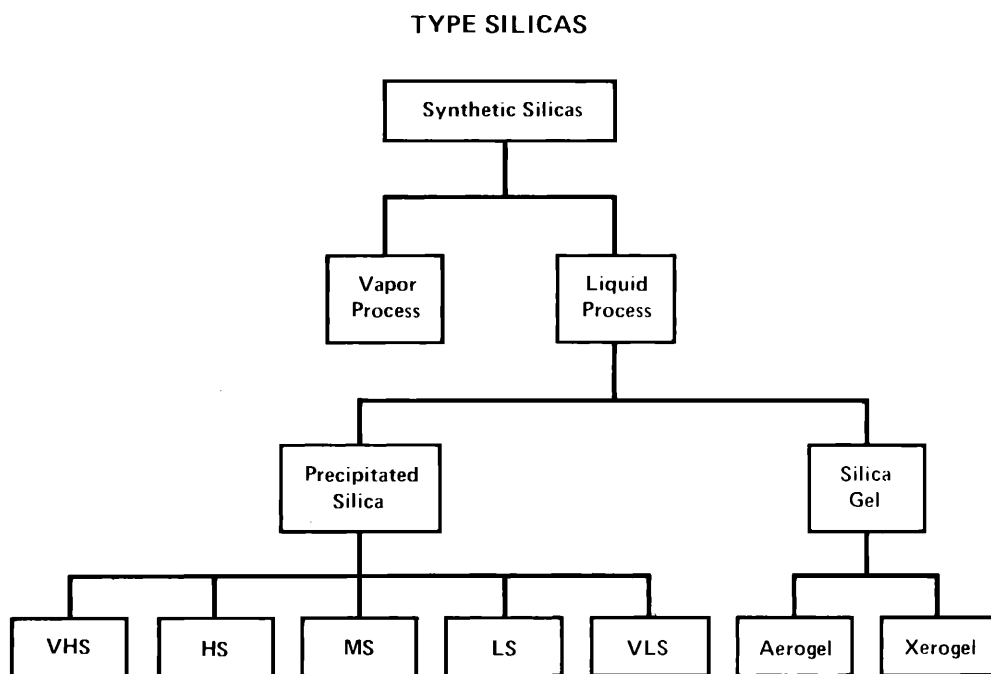 TYPE SILICAS
Synthetic Silicas
Vapor
Process
Liquid
Process
Precipitated
Silica
Silica
Gel
VHS
HS
MS
LS
VLS
Aerogel
Xerogel